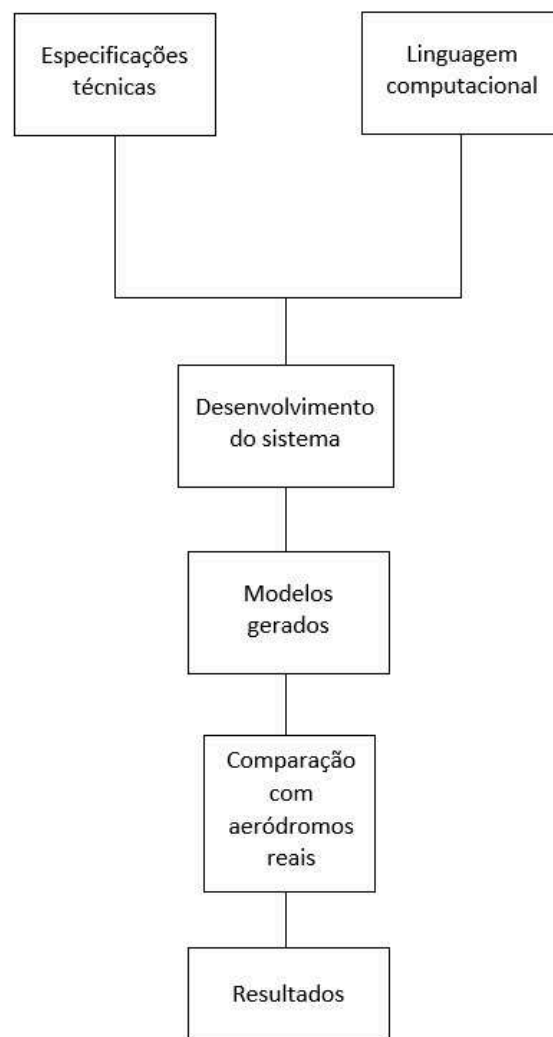 Especificações
técnicas
Linguagem
computacional
Desenvolvimento
do sistema
Modelos
gerados
Comparação
com
aeródromos
reais
Resultados